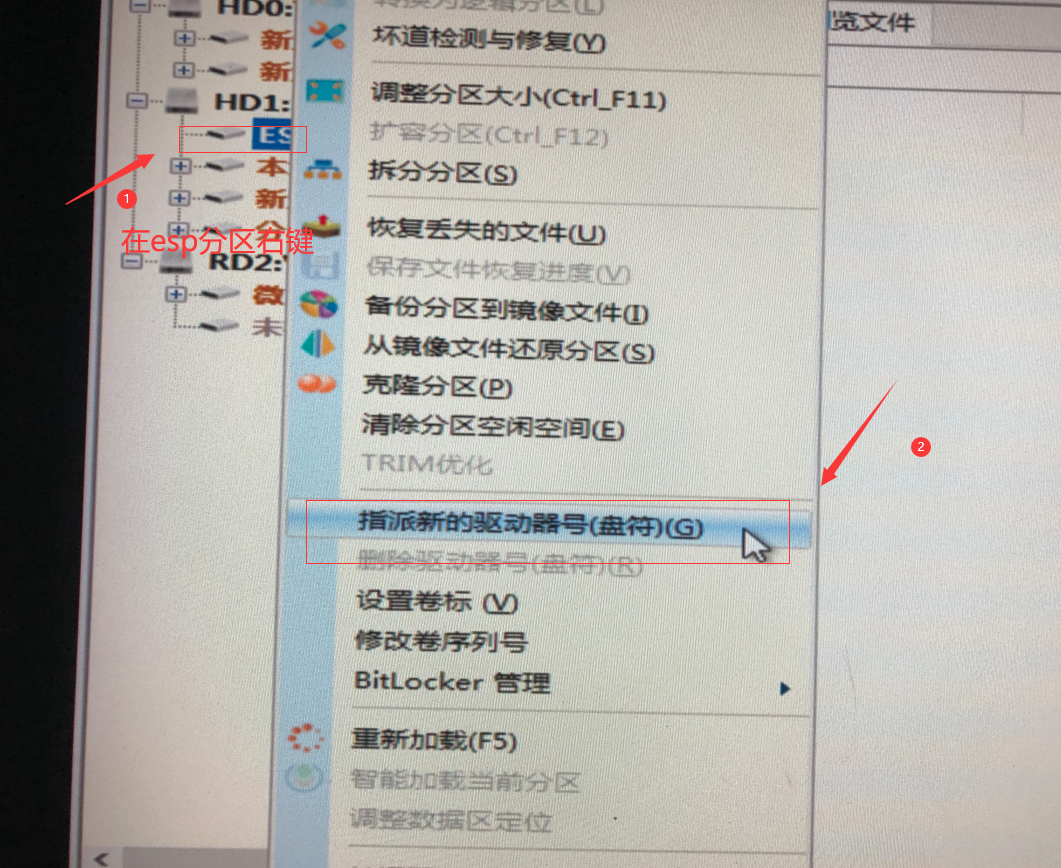 HD0:
新
新
HD1:
ES
本
新
分
RD2:
微
未
在esp分区右键
1
2
览文件
转换为逻辑分区(L)
坏道检测与修复(Y)
调整分区大小(Ctrl_F11)
扩容分区(Ctrl_F12)
拆分分区(S)
恢复丢失的文件(U)
保存文件恢复进度(V)
备份分区到镜像文件(I)
从镜像文件还原分区(S)
克隆分区(P)
清除分区空闲空间(E)
TRIM优化
指派新的驱动器号(盘符)(G)
删除驱动器号(盘符)(R)
设置卷标 (V)
修改卷序列号
BitLocker 管理
重新加载(F5)
智能加载当前分区
调整数据区定位